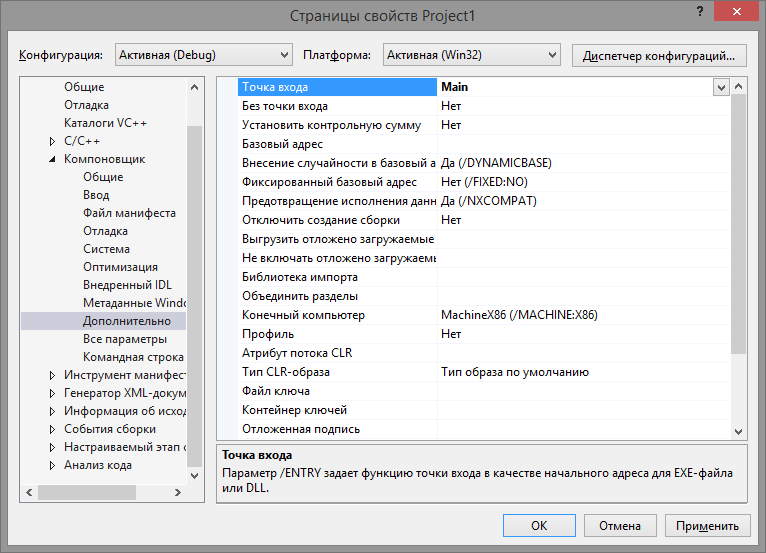 Страницы свойств Project1
?
Конфигурация: Активная (Debug) Платформа: Активная (Win32) Диспетчер конфигураций...
Общие
Отладка
Каталоги VC++
C/C++
Компоновщик
Общие
Ввод
Файл манифеста
Отладка
Система
Оптимизация
Внедренный IDL
Метаданные Windo
Дополнительно
Все параметры
Командная строка
Инструмент манифест
Генератор XML-докум
Информация об исход
События сборки
Настраиваемый этап с
Анализ кода
Точка входа Main
Без точки входа Нет
Установить контрольную сумму Нет
Базовый адрес
Внесение случайности в базовый а Да (/DYNAMICBASE)
Фиксированный базовый адрес Нет (/FIXED:NO)
Предотвращение исполнения данн Да (/NXCOMPAT)
Отключить создание сборки Нет
Выгрузить отложено загружаемые
Не включать отложено загружаемь
Библиотека импорта
Объединить разделы
Конечный компьютер MachineX86 (/MACHINE:X86)
Профиль Нет
Атрибут потока CLR
Тип CLR-образа Тип образа по умолчанию
Файл ключа
Контейнер ключей
Отложенная подпись
Точка входа
Параметр /ENTRY задает функцию точки входа в качестве начального адреса для EXE-файла
или DLL.
ОК Отмена Применить